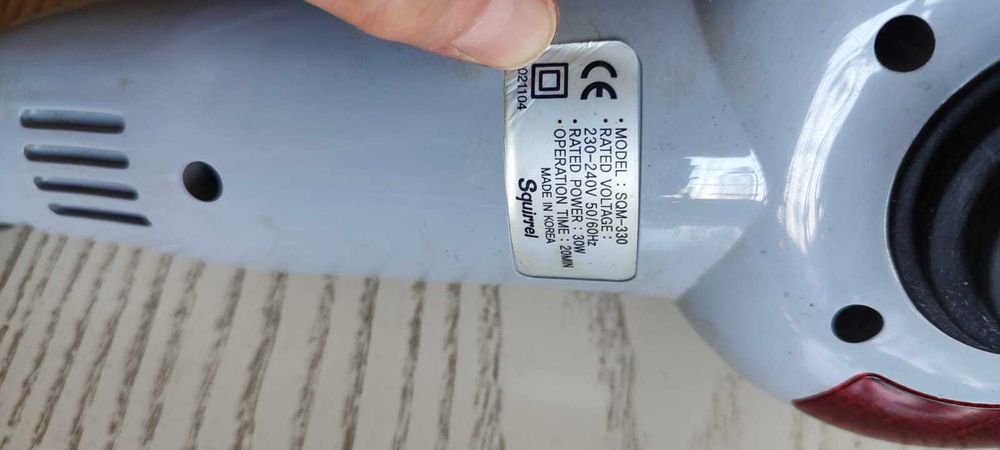 CE
021104
• MODEL : SQM-330
• RATED VOLTAGE :
230-240V 50/60Hz
• RATED POWER : 30W
• OPERATION TIME : 20MIN
MADE IN KOREA
Squirrel